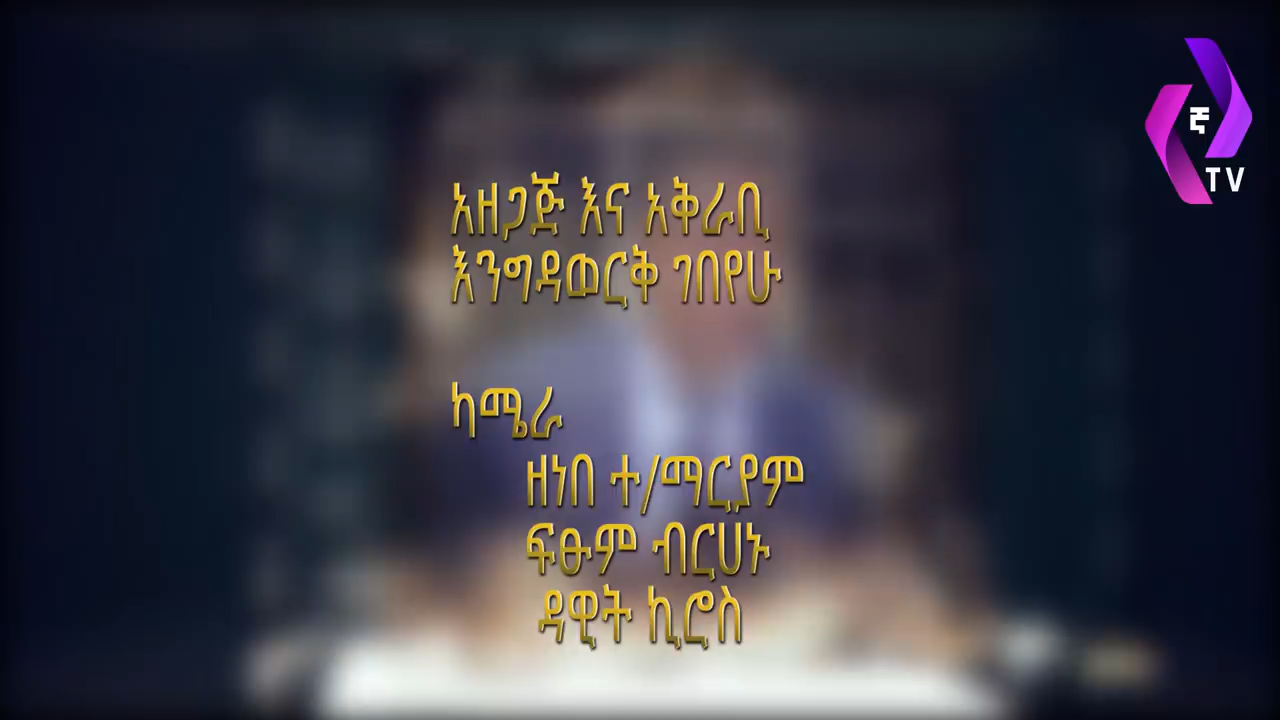 ኛ
TV
አዘጋጅ እና አቅራቢ
እንግዳወርቅ ገበየሁ
ካሜራ
ዘነበ ተ/ማርያም
ፍፁም ብርሀኑ
ዳዊት ኪሮስ